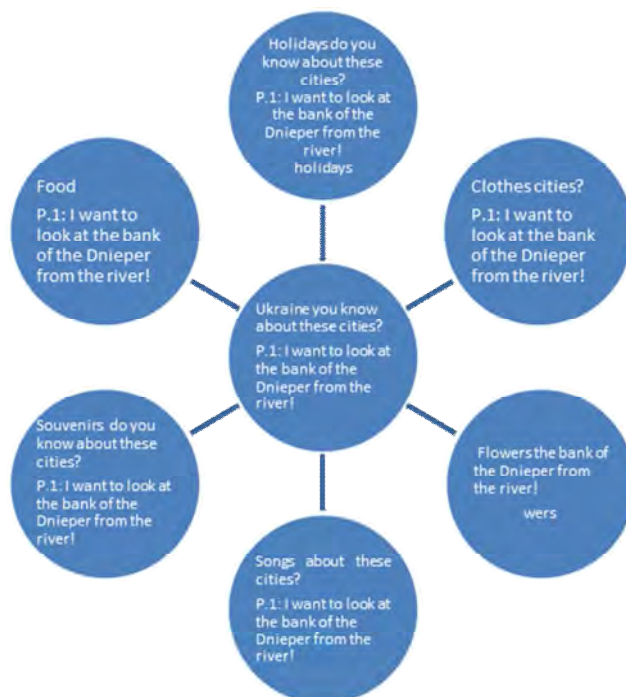 Holidays do you
know about these
cities?
P.1: I want to look at
the bank of the
Dnieper from the
river!
holidays
Food
P.1: I want to
look at the bank
of the Dnieper
from the river!
Clothes cities?
P.1: I want to
look at the bank
of the Dnieper
from the river!
Ukraine you know
about these cities?
P.1: I want to look at
the bank of the
Dnieper from the
river!
Souvenirs do you
know about these
cities?
P.1: I want to look at
the bank of the
Dnieper from the
river!
Flowers the bank of
the Dnieper from
the river!
wers
Songs about these
cities?
P.1: I want to look at
the bank of the
Dnieper from the
river!